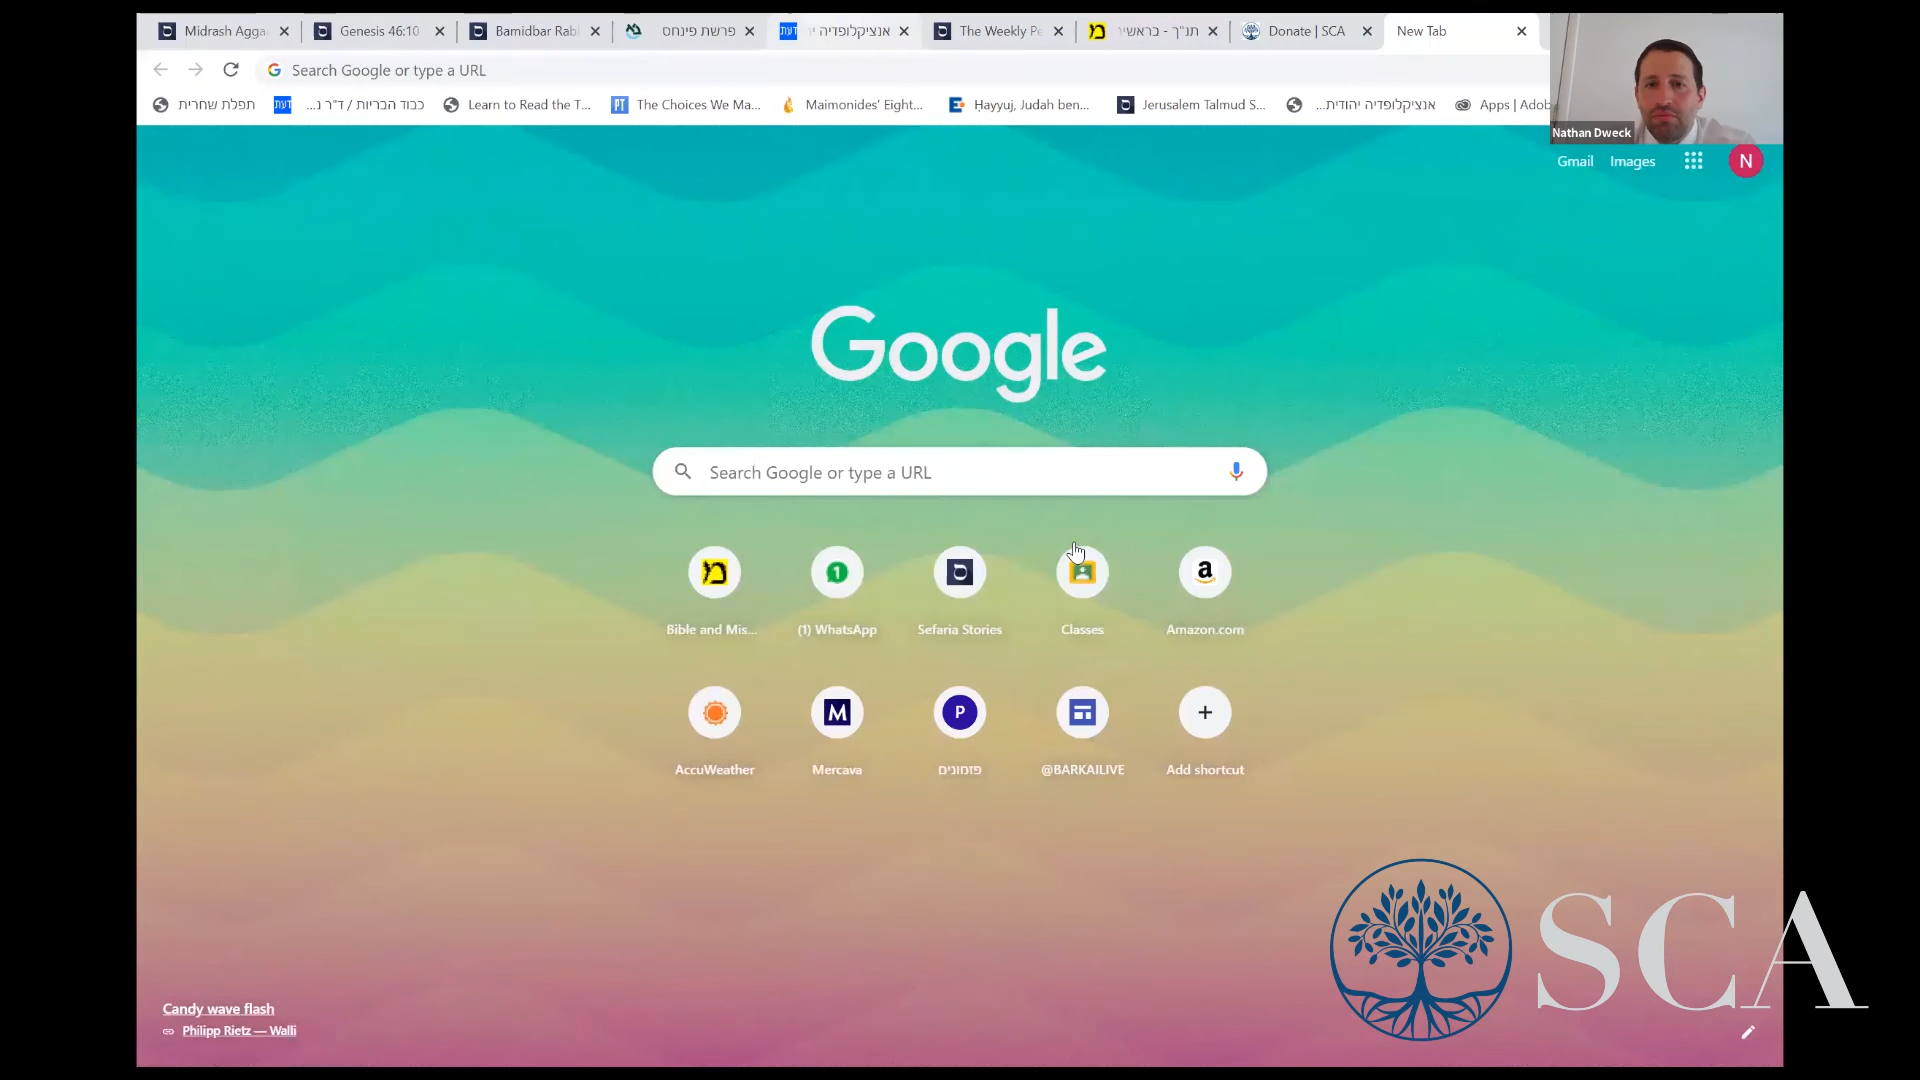 Midrash Agga
Genesis 46:10
Bamidbar Rab
פרשת פינחס
אנציקלופדיה י
The Weekly Pe
תנ"ך - בראשי
Donate | SCA
New Tab
Search Google or type a URL
תפלת שחרית
כבוד הבריות / ד"ר נ...
Learn to Read the T...
The Choices We Ma...
Maimonides' Eight...
Ḥayyuj, Judah ben...
Jerusalem Talmud S...
אנציקלופדיה יהודית...
Apps | Adob
Nathan Dweck
Gmail
Images
N
Google
Search Google or type a URL
Bible and Mis...
(1) WhatsApp
Sefaria Stories
Classes
Amazon.com
AccuWeather
Mercava
פזמונים
@BARKAILIVE
Add shortcut
Candy wave flash
Philipp Rietz — Walli
SCA